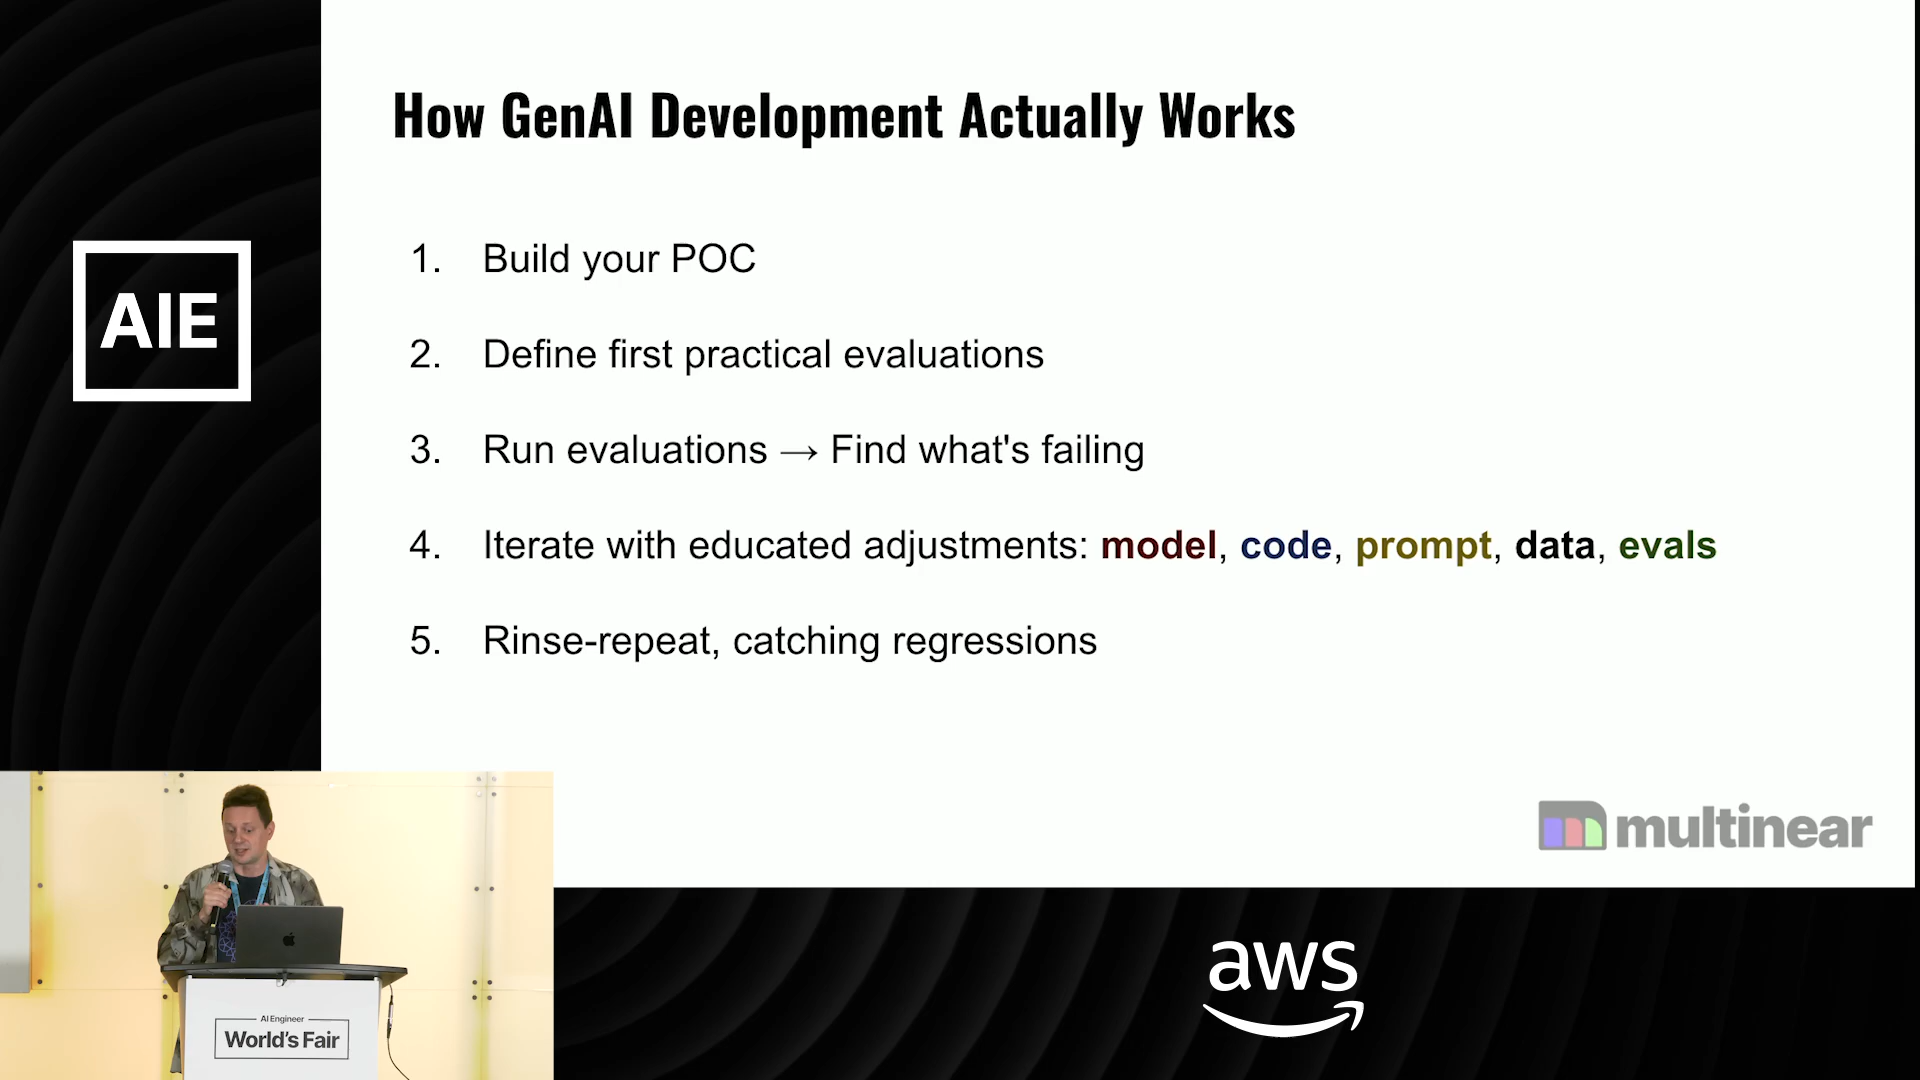 How GenAI Development Actually Works
AIE
1. Build your POC
2. Define first practical evaluations
3. Run evaluations → Find what's failing
4. Iterate with educated adjustments: model, code, prompt, data, evals
5. Rinse-repeat, catching regressions
multinear
aws
AI Engineer
World's Fair